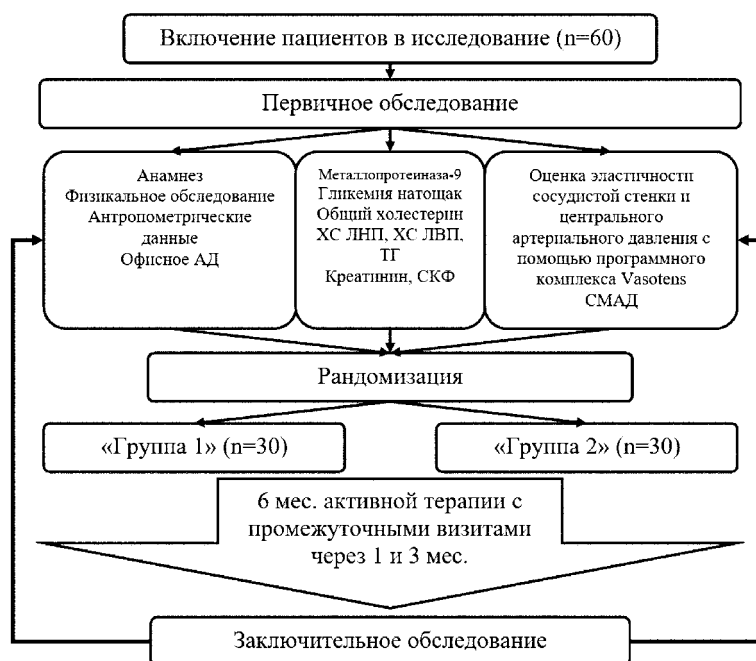 Включение пациентов в исследование (n=60)
Первичное обследование
Анамнез
Физикальное обследование
Антропометрические
данные
Офисное АД
Металлопротеиназа-9
Гликемия натощак
Общий холестерин
ХС ЛНП, ХС ЛВП,
ТГ
Креатинин, СКФ
Оценка эластичности
сосудистой стенки и
центрального
артериального давления с
помощью программного
комплекса Vasotens
СМАД
Рандомизация
«Группа 1» (n=30)
«Группа 2» (n=30)
6 мес. активной терапии с
промежуточными визитами
через 1 и 3 мес.
Заключительное обследование